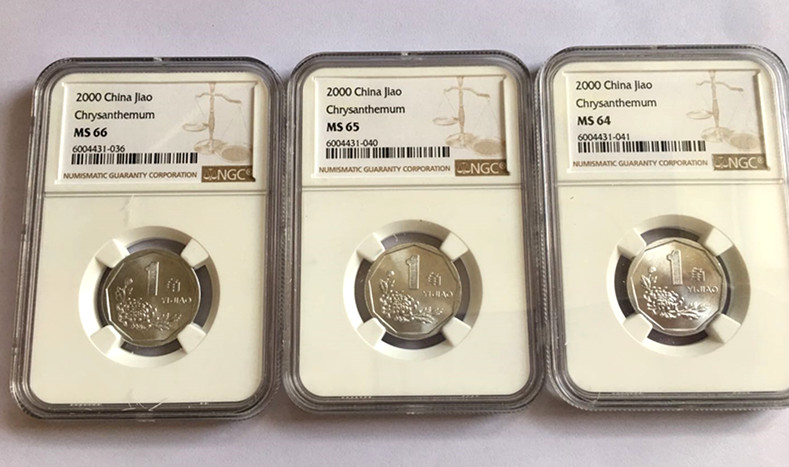 2000 China Jiao
Chrysanthemum
MS 66
6004431-036
NUMISMATIC GUARANTY CORPORATION NGC®
1角
YIJIAO
2000 China Jiao
Chrysanthemum
MS 65
6004431-040
NUMISMATIC GUARANTY CORPORATION NGC®
1角
YIJIAO
2000 China Jiao
Chrysanthemum
MS 64
6004431-041
NUMISMATIC GUARANTY CORPORATION NGC®
1角
YIJIAO